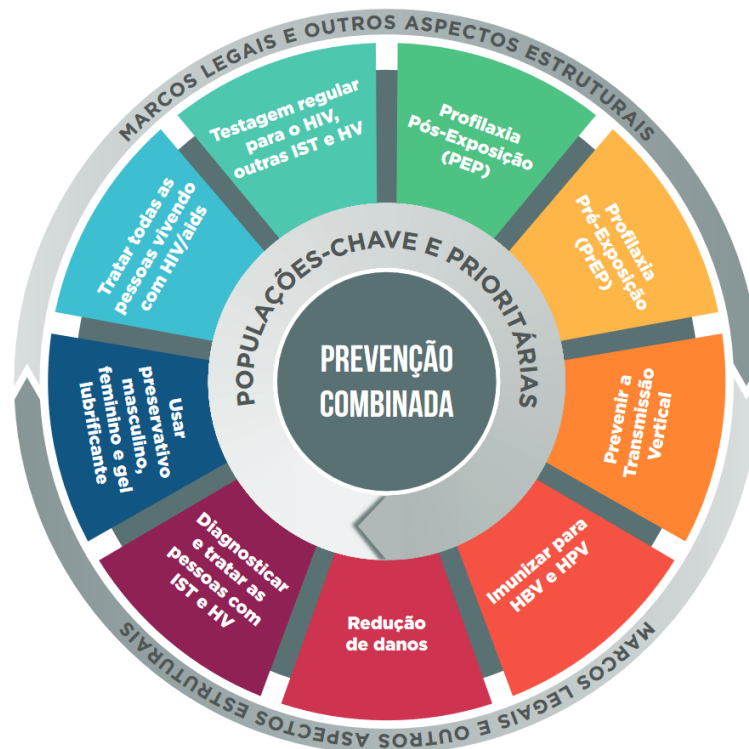 MARCOS LEGAIS E OUTROS ASPECTOS ESTRUTURAIS
Testagem regular
para o HIV,
outras IST e HV
Profilaxia
Pós-Exposição
(PEP)
Profilaxia
Pré-Exposição
(PrEP)
Prevenir a
Transmissão
Vertical
Imunizar para
HBV e HPV
Redução
de danos
Diagnosticar
e tratar as
pessoas com
IST e HV
Usar
preservativo
masculino,
feminino e gel
lubrificante
Tratar todas as
pessoas vivendo
com HIV/aids
POPULAÇÕES-CHAVE E PRIORITÁRIAS
PREVENÇÃO
COMBINADA
MARCOS LEGAIS E OUTROS ASPECTOS ESTRUTURAIS